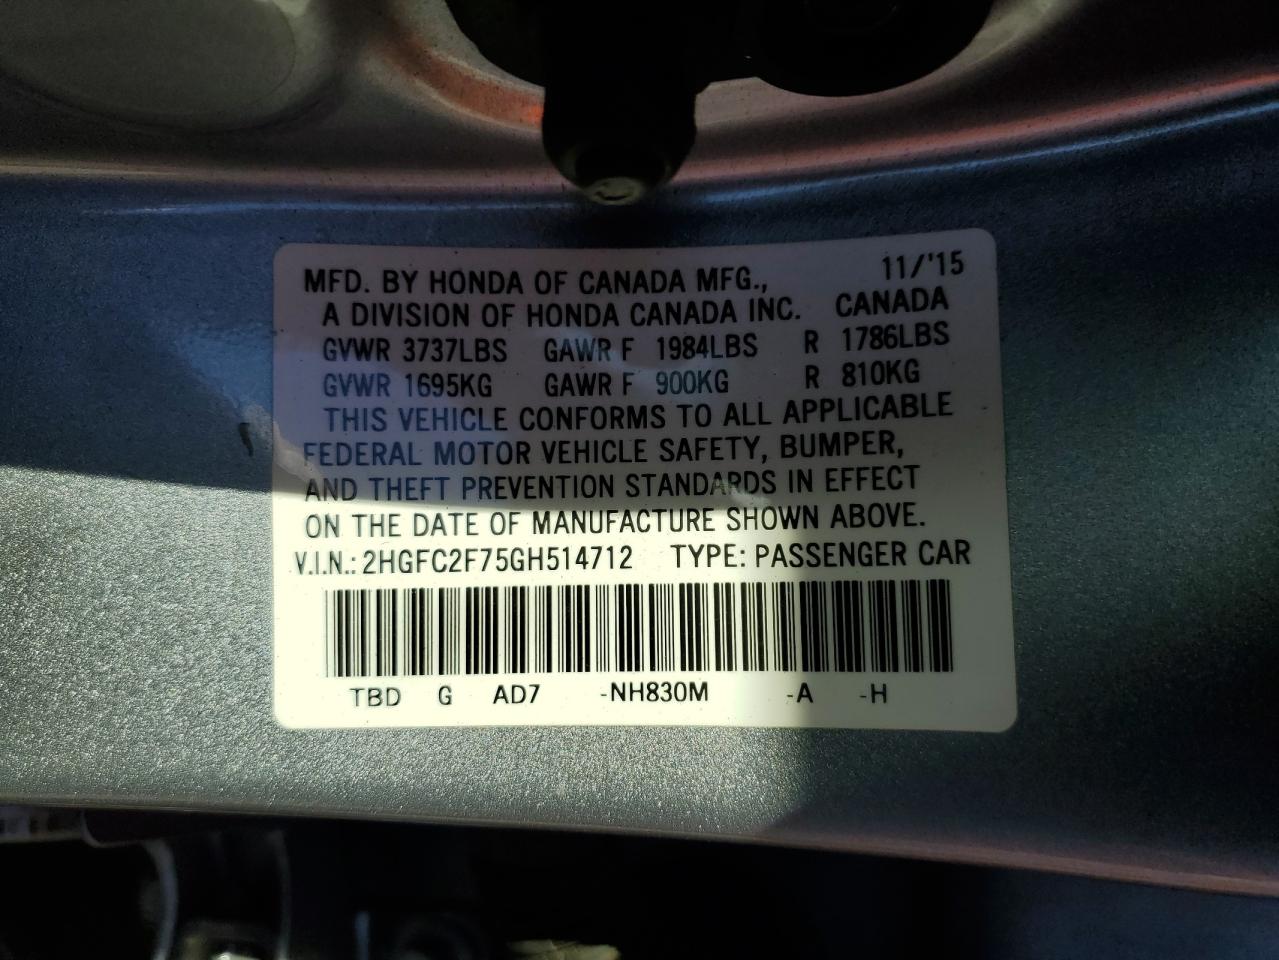 MFD. BY HONDA OF CANADA MFG., 11/'15
A DIVISION OF HONDA CANADA INC. CANADA
GVWR 3737LBS GAWR F 1984LBS R 1786LBS
GVWR 1695KG GAWR F 900KG R 810KG
THIS VEHICLE CONFORMS TO ALL APPLICABLE
FEDERAL MOTOR VEHICLE SAFETY, BUMPER,
AND THEFT PREVENTION STANDARDS IN EFFECT
ON THE DATE OF MANUFACTURE SHOWN ABOVE.
V.I.N.: 2HGFC2F75GH514712 TYPE: PASSENGER CAR
TBD G AD7 -NH830M -A -H